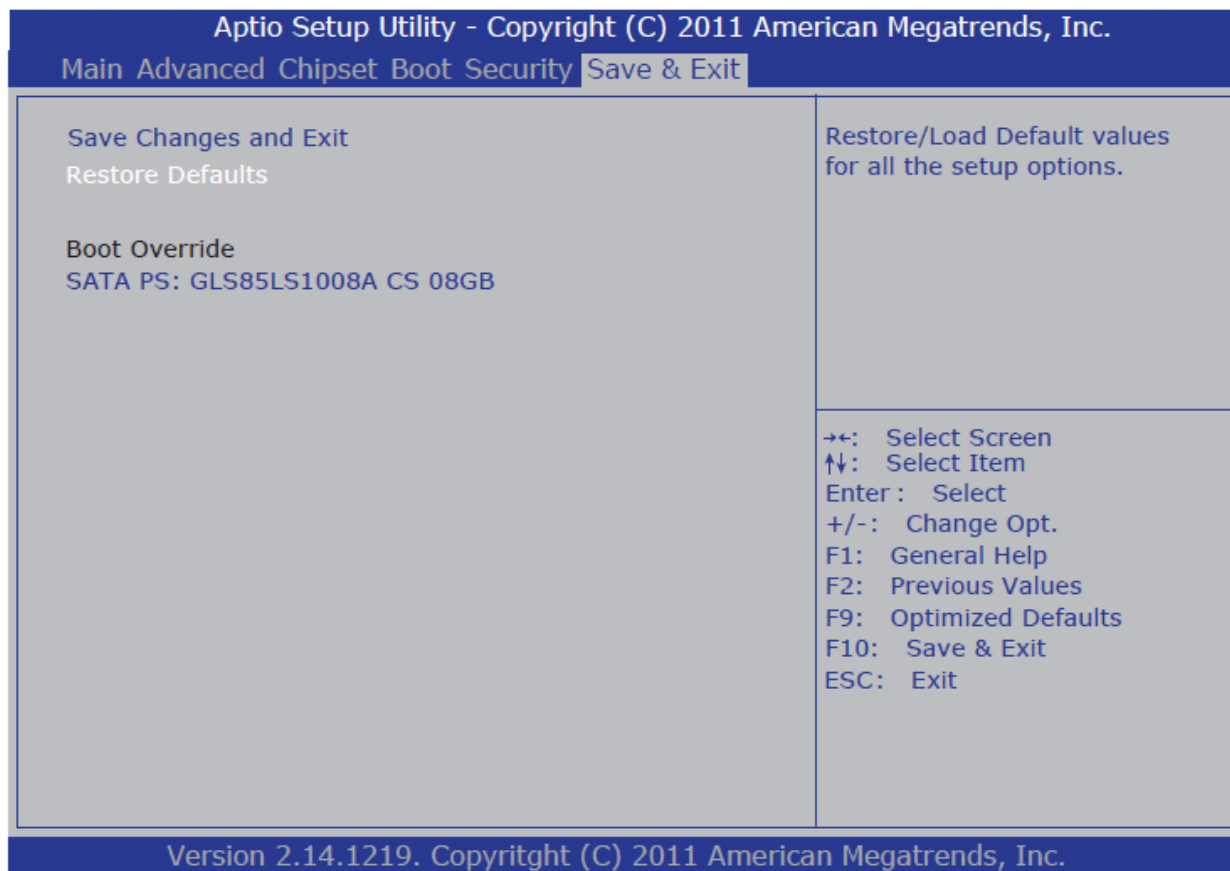 Aptio Setup Utility - Copyright (C) 2011 American Megatrends, Inc.
Main Advanced Chipset Boot Security Save & Exit
Save Changes and Exit
Restore Defaults
Boot Override
SATA PS: GLS85LS1008A CS 08GB
Restore/Load Default values
for all the setup options.
→←: Select Screen
↑↓: Select Item
Enter : Select
+/-: Change Opt.
F1: General Help
F2: Previous Values
F9: Optimized Defaults
F10: Save & Exit
ESC: Exit
Version 2.14.1219. Copyritght (C) 2011 American Megatrends, Inc.